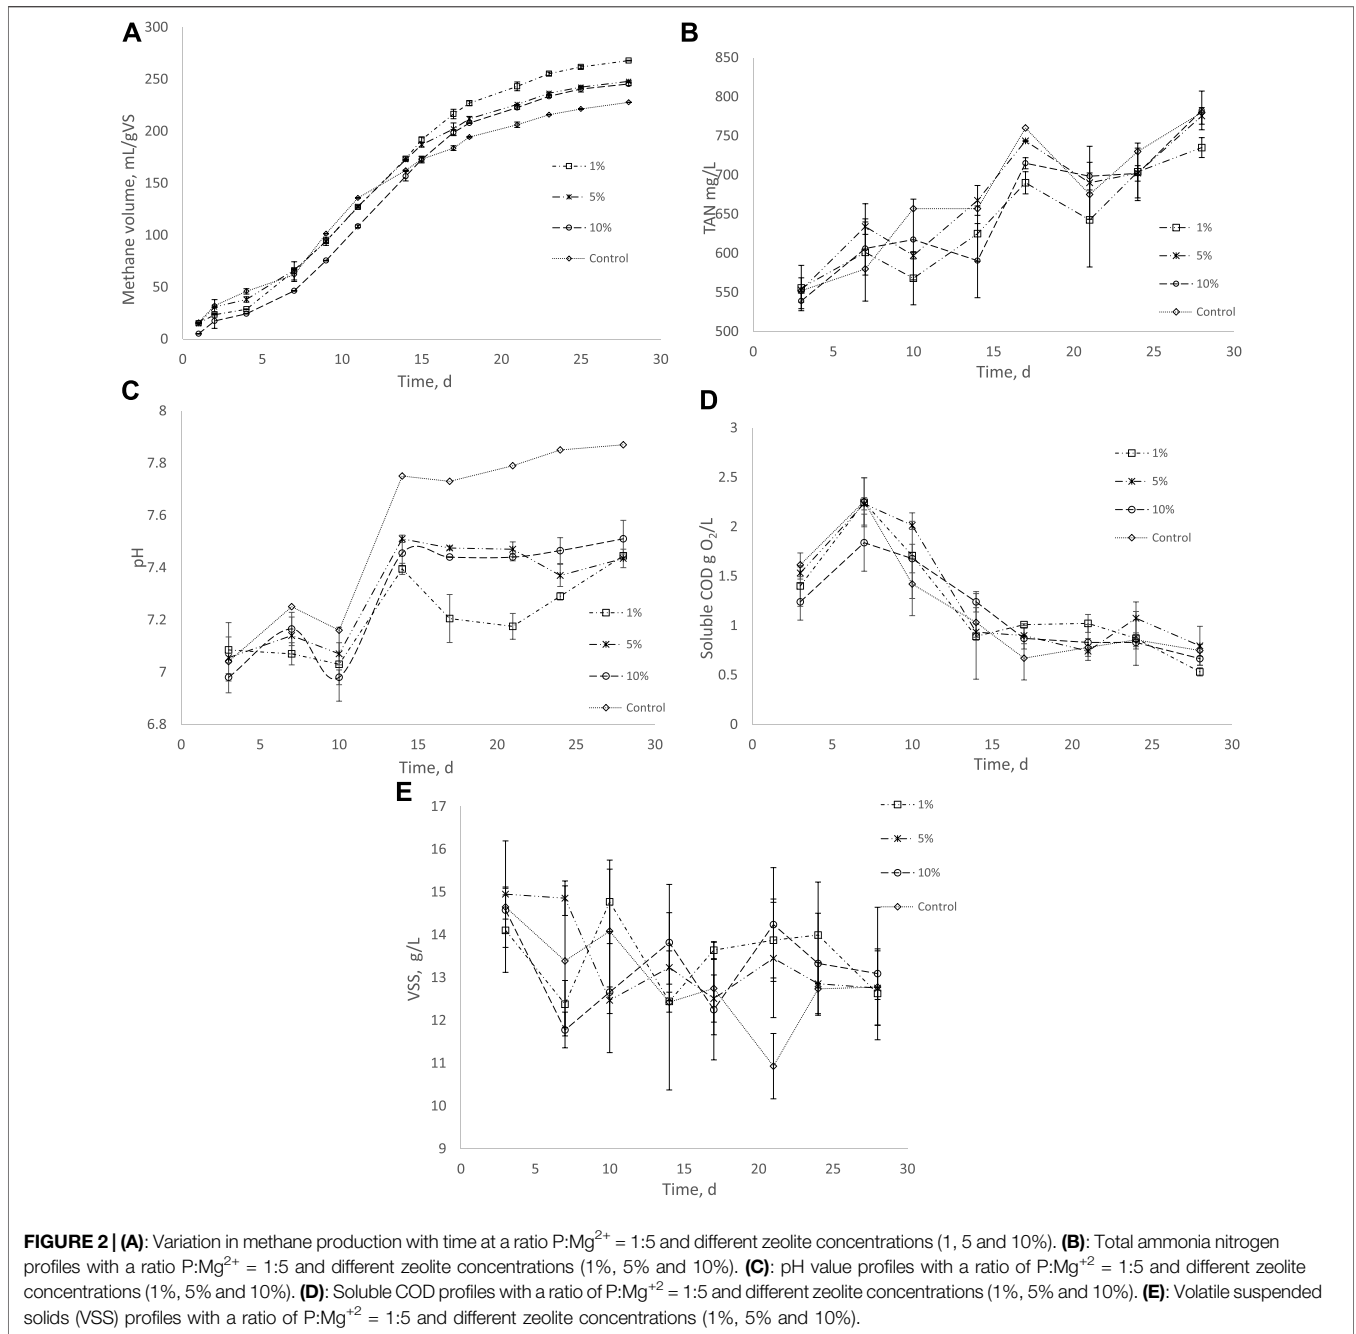 A
300
250
200
150
100
50
0
0 5 10 15 20 25 30
Methane volume, mL/gVS
Time, d
1%
5%
10%
Control
B
850
800
750
700
650
600
550
500
0 5 10 15 20 25 30
TAN mg/L
Time, d
1%
5%
10%
Control
C
8
7.8
7.6
7.4
7.2
7
6.8
0 5 10 15 20 25 30
pH
Time, d
1%
5%
10%
Control
D
3
2.5
2
1.5
1
0.5
0
0 5 10 15 20 25 30
Soluble COD g O₂/L
Time, d
1%
5%
10%
Control
E
17
16
15
14
13
12
11
10
9
0 5 10 15 20 25 30
VSS, g/L
Time, d
1%
5%
10%
Control
FIGURE 2 | (A): Variation in methane production with time at a ratio P:Mg²⁺ = 1:5 and different zeolite concentrations (1, 5 and 10%). (B): Total ammonia nitrogen
profiles with a ratio P:Mg²⁺ = 1:5 and different zeolite concentrations (1%, 5% and 10%). (C): pH value profiles with a ratio of P:Mg⁺² = 1:5 and different zeolite
concentrations (1%, 5% and 10%). (D): Soluble COD profiles with a ratio of P:Mg⁺² = 1:5 and different zeolite concentrations (1%, 5% and 10%). (E): Volatile suspended
solids (VSS) profiles with a ratio of P:Mg⁺² = 1:5 and different zeolite concentrations (1%, 5% and 10%).